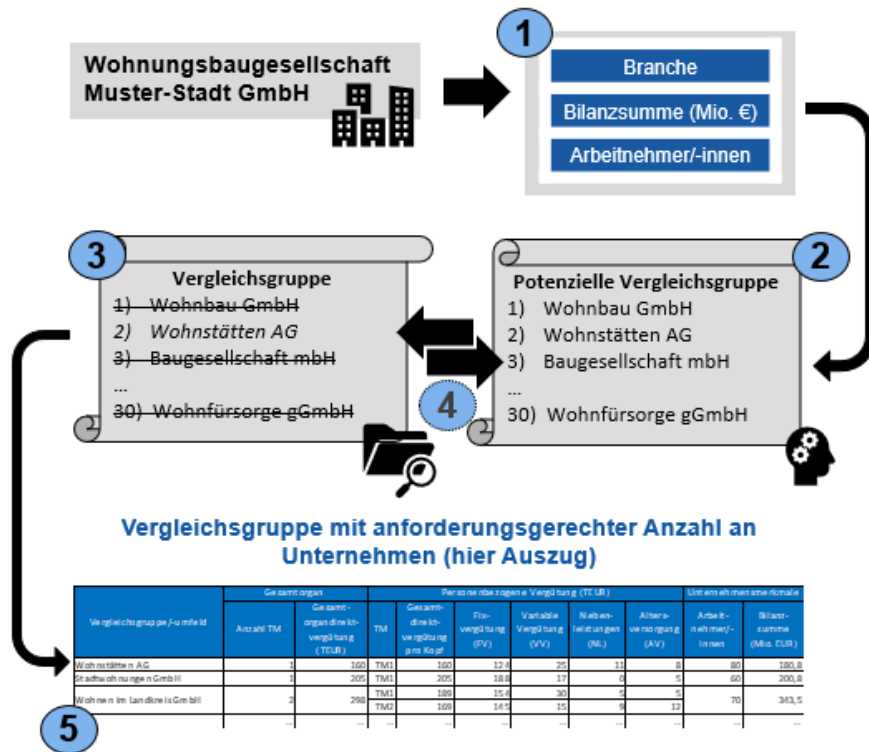 Wohnungsbaugesellschaft
Muster-Stadt GmbH
1
Branche
Bilanzsumme (Mio. €)
Arbeitnehmer/-innen
2
Potenzielle Vergleichsgruppe
1) Wohnbau GmbH
2) Wohnstätten AG
3) Baugesellschaft mbH
...
30) Wohnfürsorge gGmbH
3
Vergleichsgruppe
1) Wohnbau GmbH
2) Wohnstätten AG
3) Baugesellschaft mbH
...
30) Wohnfürsorge gGmbH
4
Vergleichsgruppe mit anforderungsgerechter Anzahl an
Unternehmen (hier Auszug)
Gesamtorgan Personenbezogene Vergütung (TEUR) Unternehmensmerkmale
Vergleichsgruppe/-umfeld
Anzahl TM
Gesamt-
organdirekt-
vergütung
(TEUR)
TM
Gesamt-
direkt-
vergütung
pro Kopf
Fix-
vergütung
(FV)
Variable
Vergütung
(VV)
Neben-
leistungen
(NL)
Alters-
versorgung
(AV)
Arbeit-
nehmer/-
innen
Bilanz-
summe
(Mio. EUR)
Wohnstätten AG 1 160 TM1 160 124 25 11 8 80 180,8
Stadtwohnungen GmbH 1 205 TM1 205 188 17 0 5 60 200,8
Wohnen im Landkreis GmbH 2 298 TM1 189 154 30 5 5 70 343,5
TM2 169 145 15 9 12
... ... ... ... ... ... ... ... ... ... ...
5